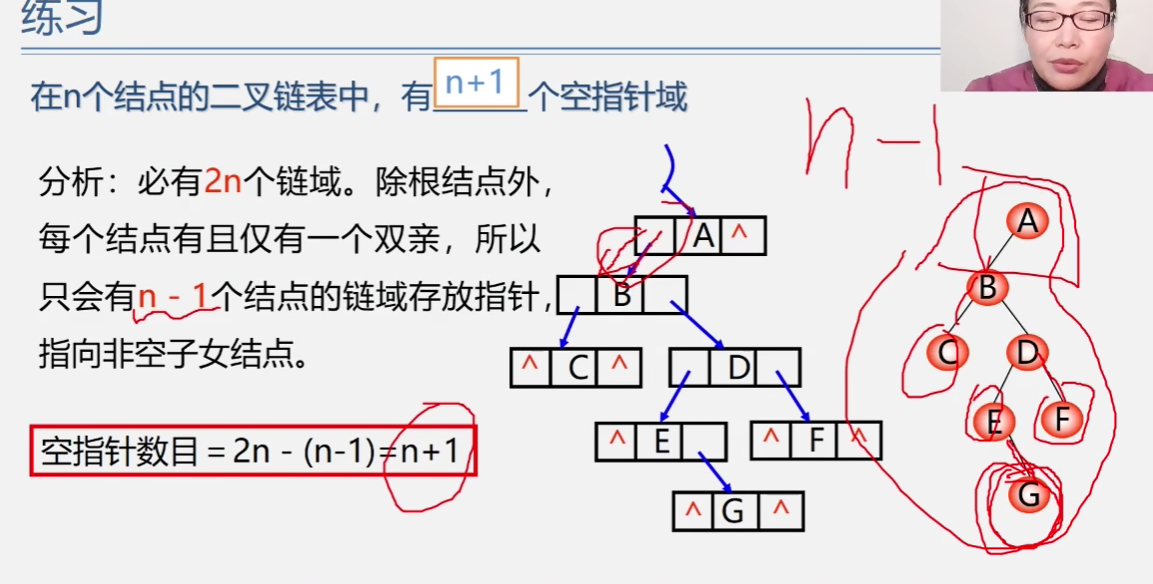 练习
在n个结点的二叉链表中，有 n+1 个空指针域
n-1
分析：必有2n个链域。除根结点外，
每个结点有且仅有一个双亲，所以
只会有n - 1个结点的链域存放指针，
指向非空子女结点。
空指针数目＝2n - (n-1)=n+1
A ^
B
^ C ^
D
^ E
^ F ^
^ G ^
A
B
C D
E F
G